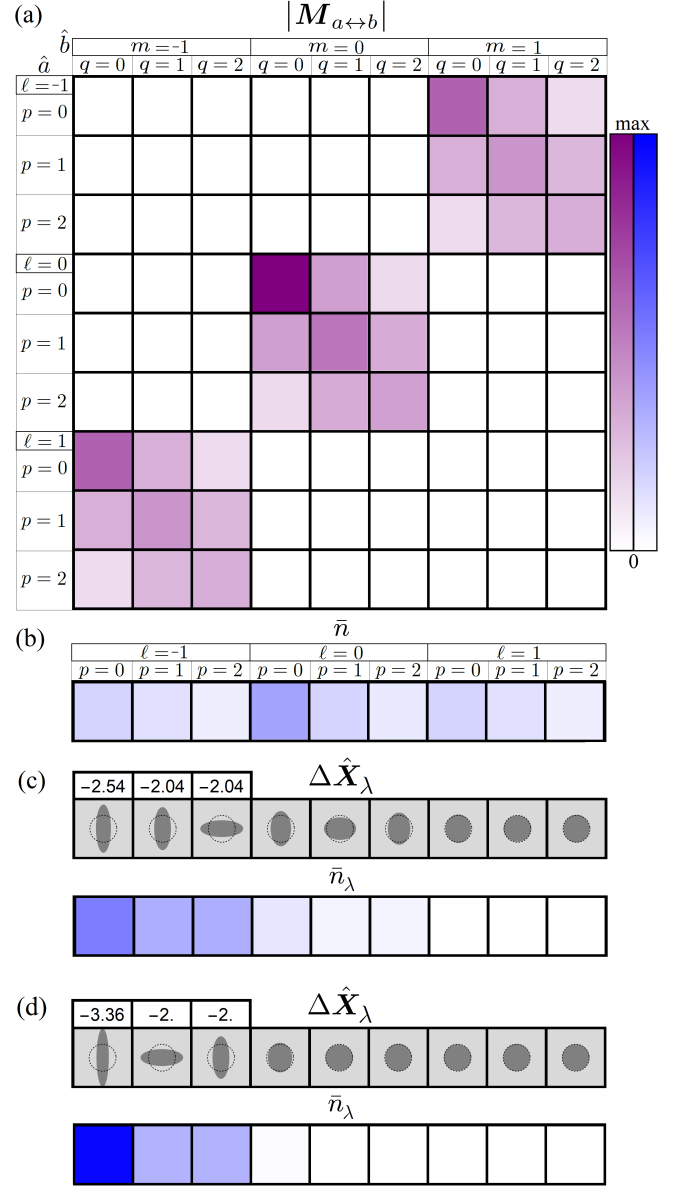 (a)
|M_{a↔b}|
b̂
m = -1 m = 0 m = 1
â
q = 0 q = 1 q = 2 q = 0 q = 1 q = 2 q = 0 q = 1 q = 2
ℓ = -1
p = 0
max
p = 1
p = 2
ℓ = 0
p = 0
p = 1
p = 2
ℓ = 1
p = 0
p = 1
0
p = 2
(b)
n̄
ℓ = -1 ℓ = 0 ℓ = 1
p = 0 p = 1 p = 2 p = 0 p = 1 p = 2 p = 0 p = 1 p = 2
(c)
−2.54 −2.04 −2.04
ΔX̂_λ
n̄_λ
(d)
−3.36 −2. −2.
ΔX̂_λ
n̄_λ